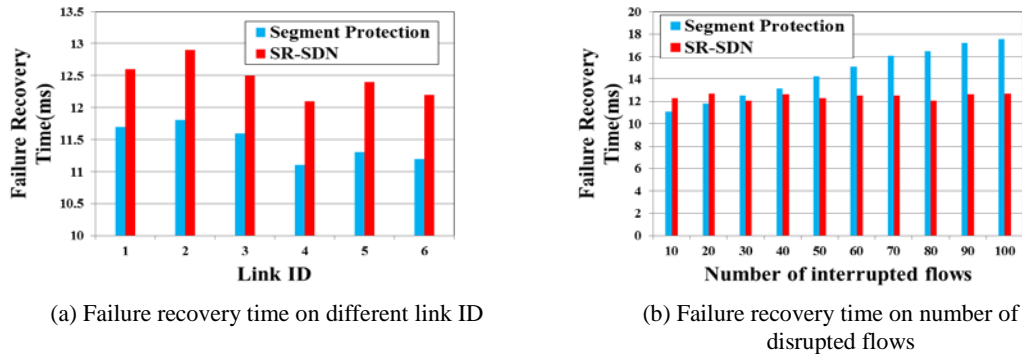 Segment Protection
SR-SDN
Failure Recovery
Time(ms)
13.5
13
12.5
12
11.5
11
10.5
10
1 2 3 4 5 6
Link ID
(a) Failure recovery time on different link ID
Segment Protection
SR-SDN
Failure Recovery
Time(ms)
20
18
16
14
12
10
8
6
4
2
0
10 20 30 40 50 60 70 80 90 100
Number of interrupted flows
(b) Failure recovery time on number of
disrupted flows